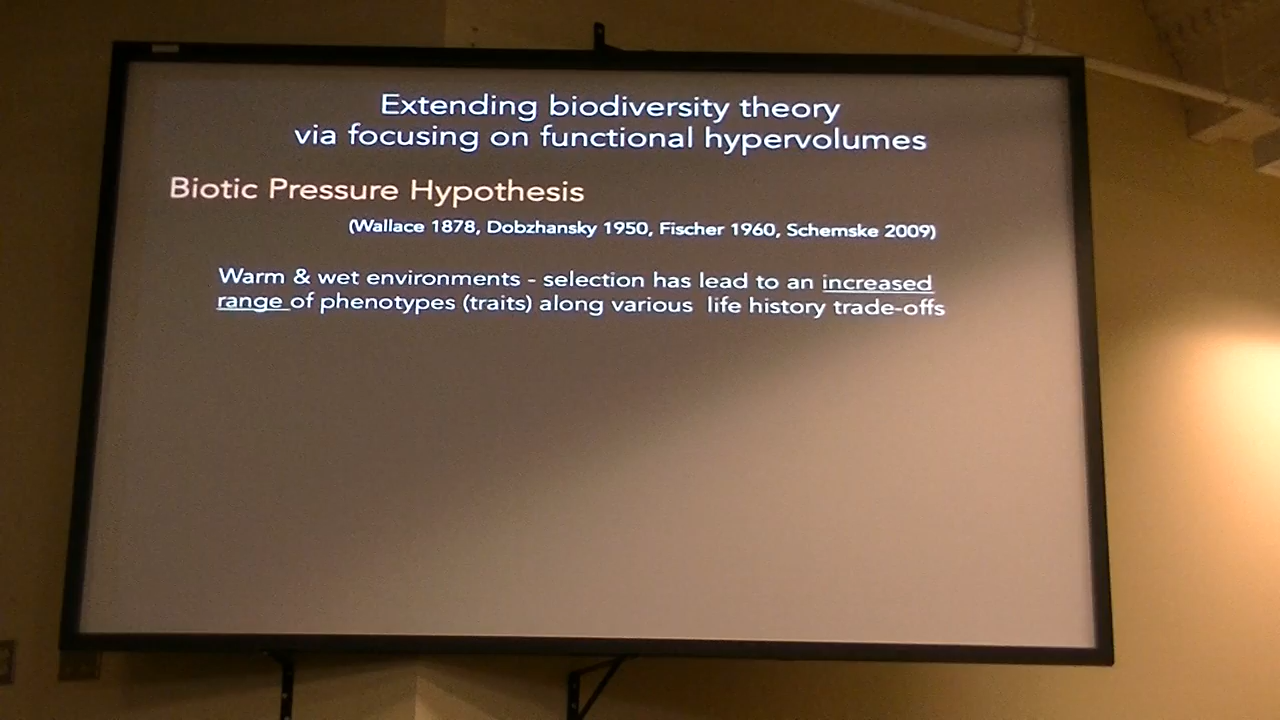 Extending biodiversity theory
via focusing on functional hypervolumes
Biotic Pressure Hypothesis
(Wallace 1878, Dobzhansky 1950, Fischer 1960, Schemske 2009)
Warm & wet environments - selection has lead to an increased
range of phenotypes (traits) along various life history trade-offs